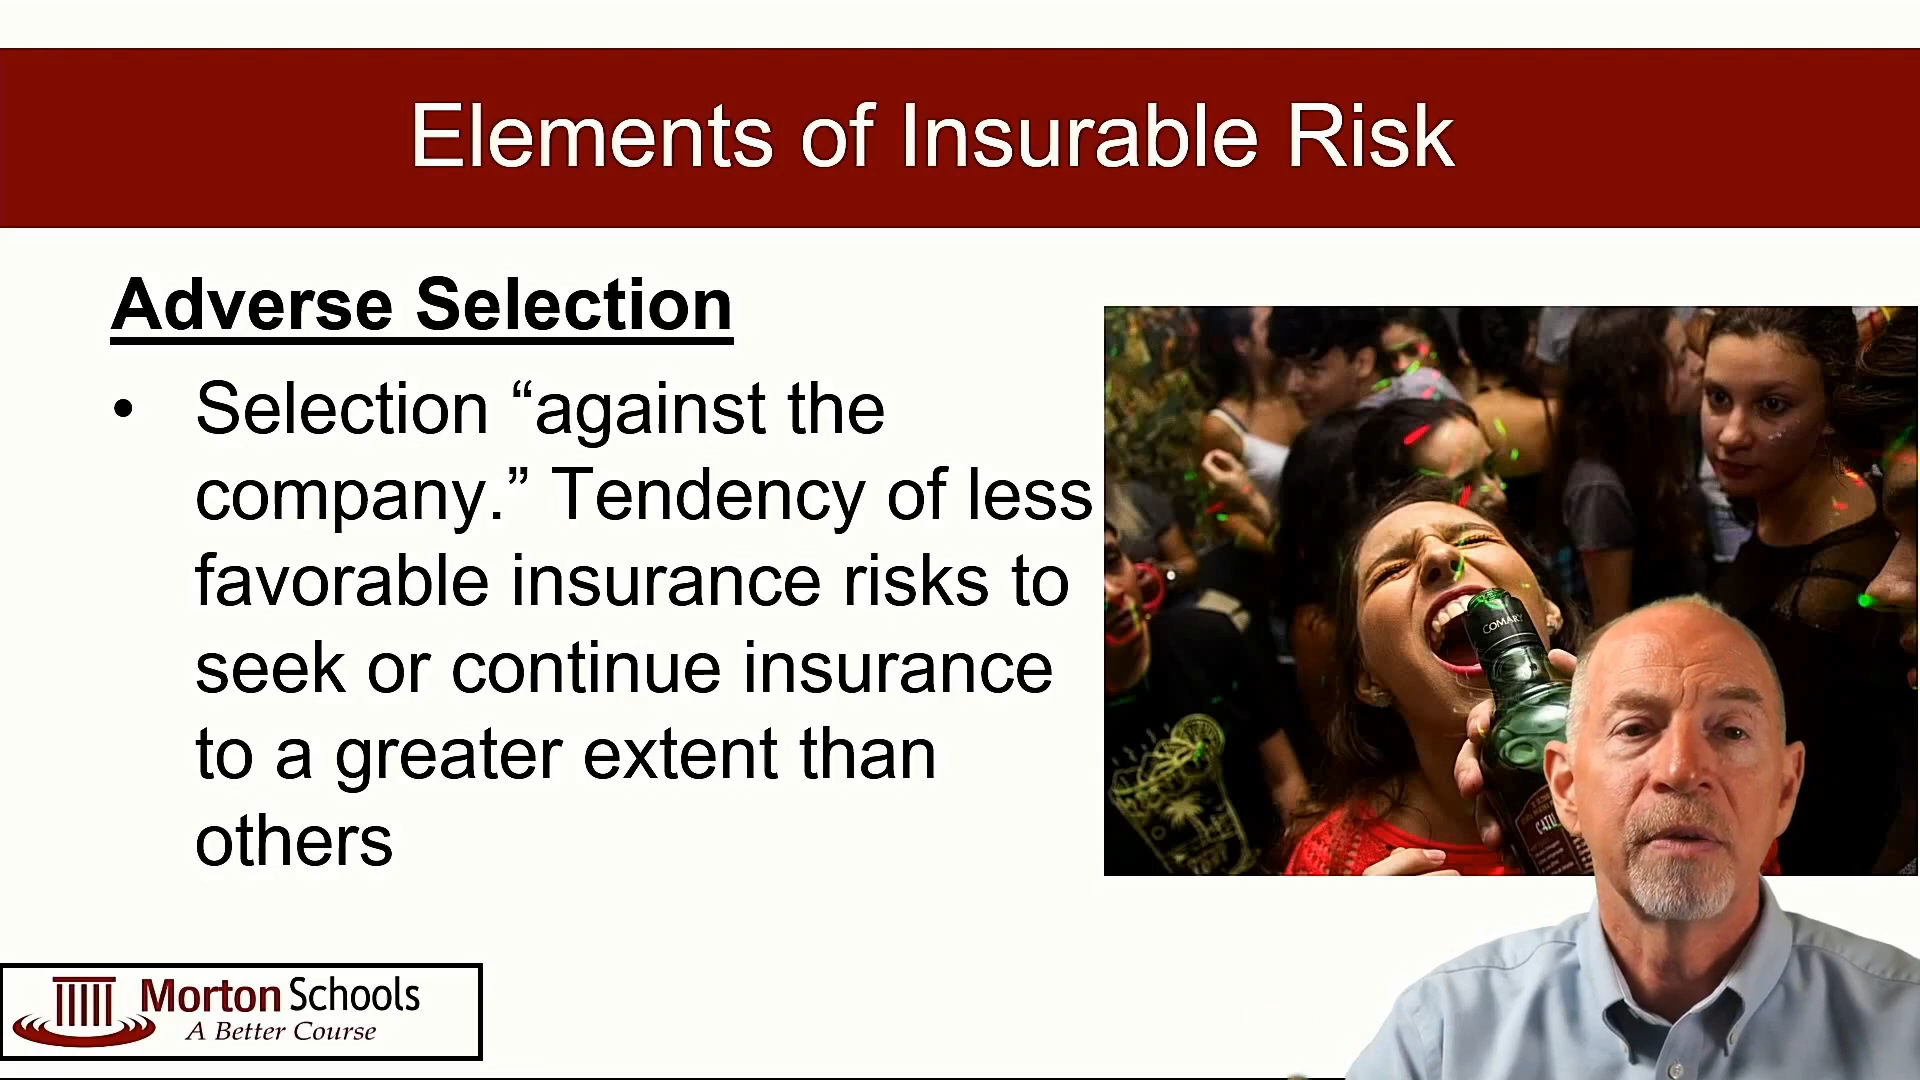 Elements of Insurable Risk
Adverse Selection
• Selection “against the
company.” Tendency of less
favorable insurance risks to
seek or continue insurance
to a greater extent than
others
COMARY
Morton Schools
A Better Course